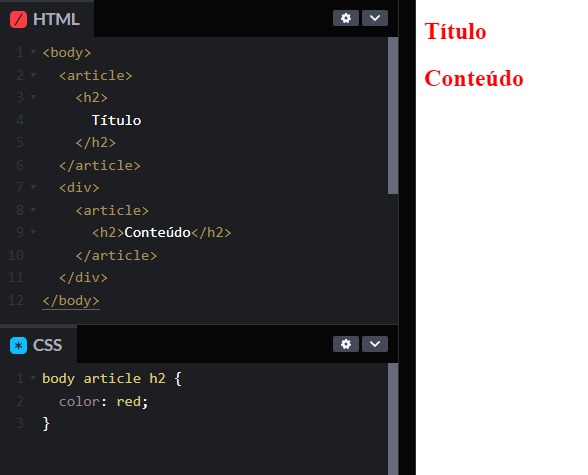 HTML
1 <body>
2 <article>
3 <h2>
4 Título
5 </h2>
6 </article>
7 <div>
8 <article>
9 <h2>Conteúdo</h2>
10 </article>
11 </div>
12 </body>
CSS
1 body article h2 {
2 color: red;
3 }
Título
Conteúdo